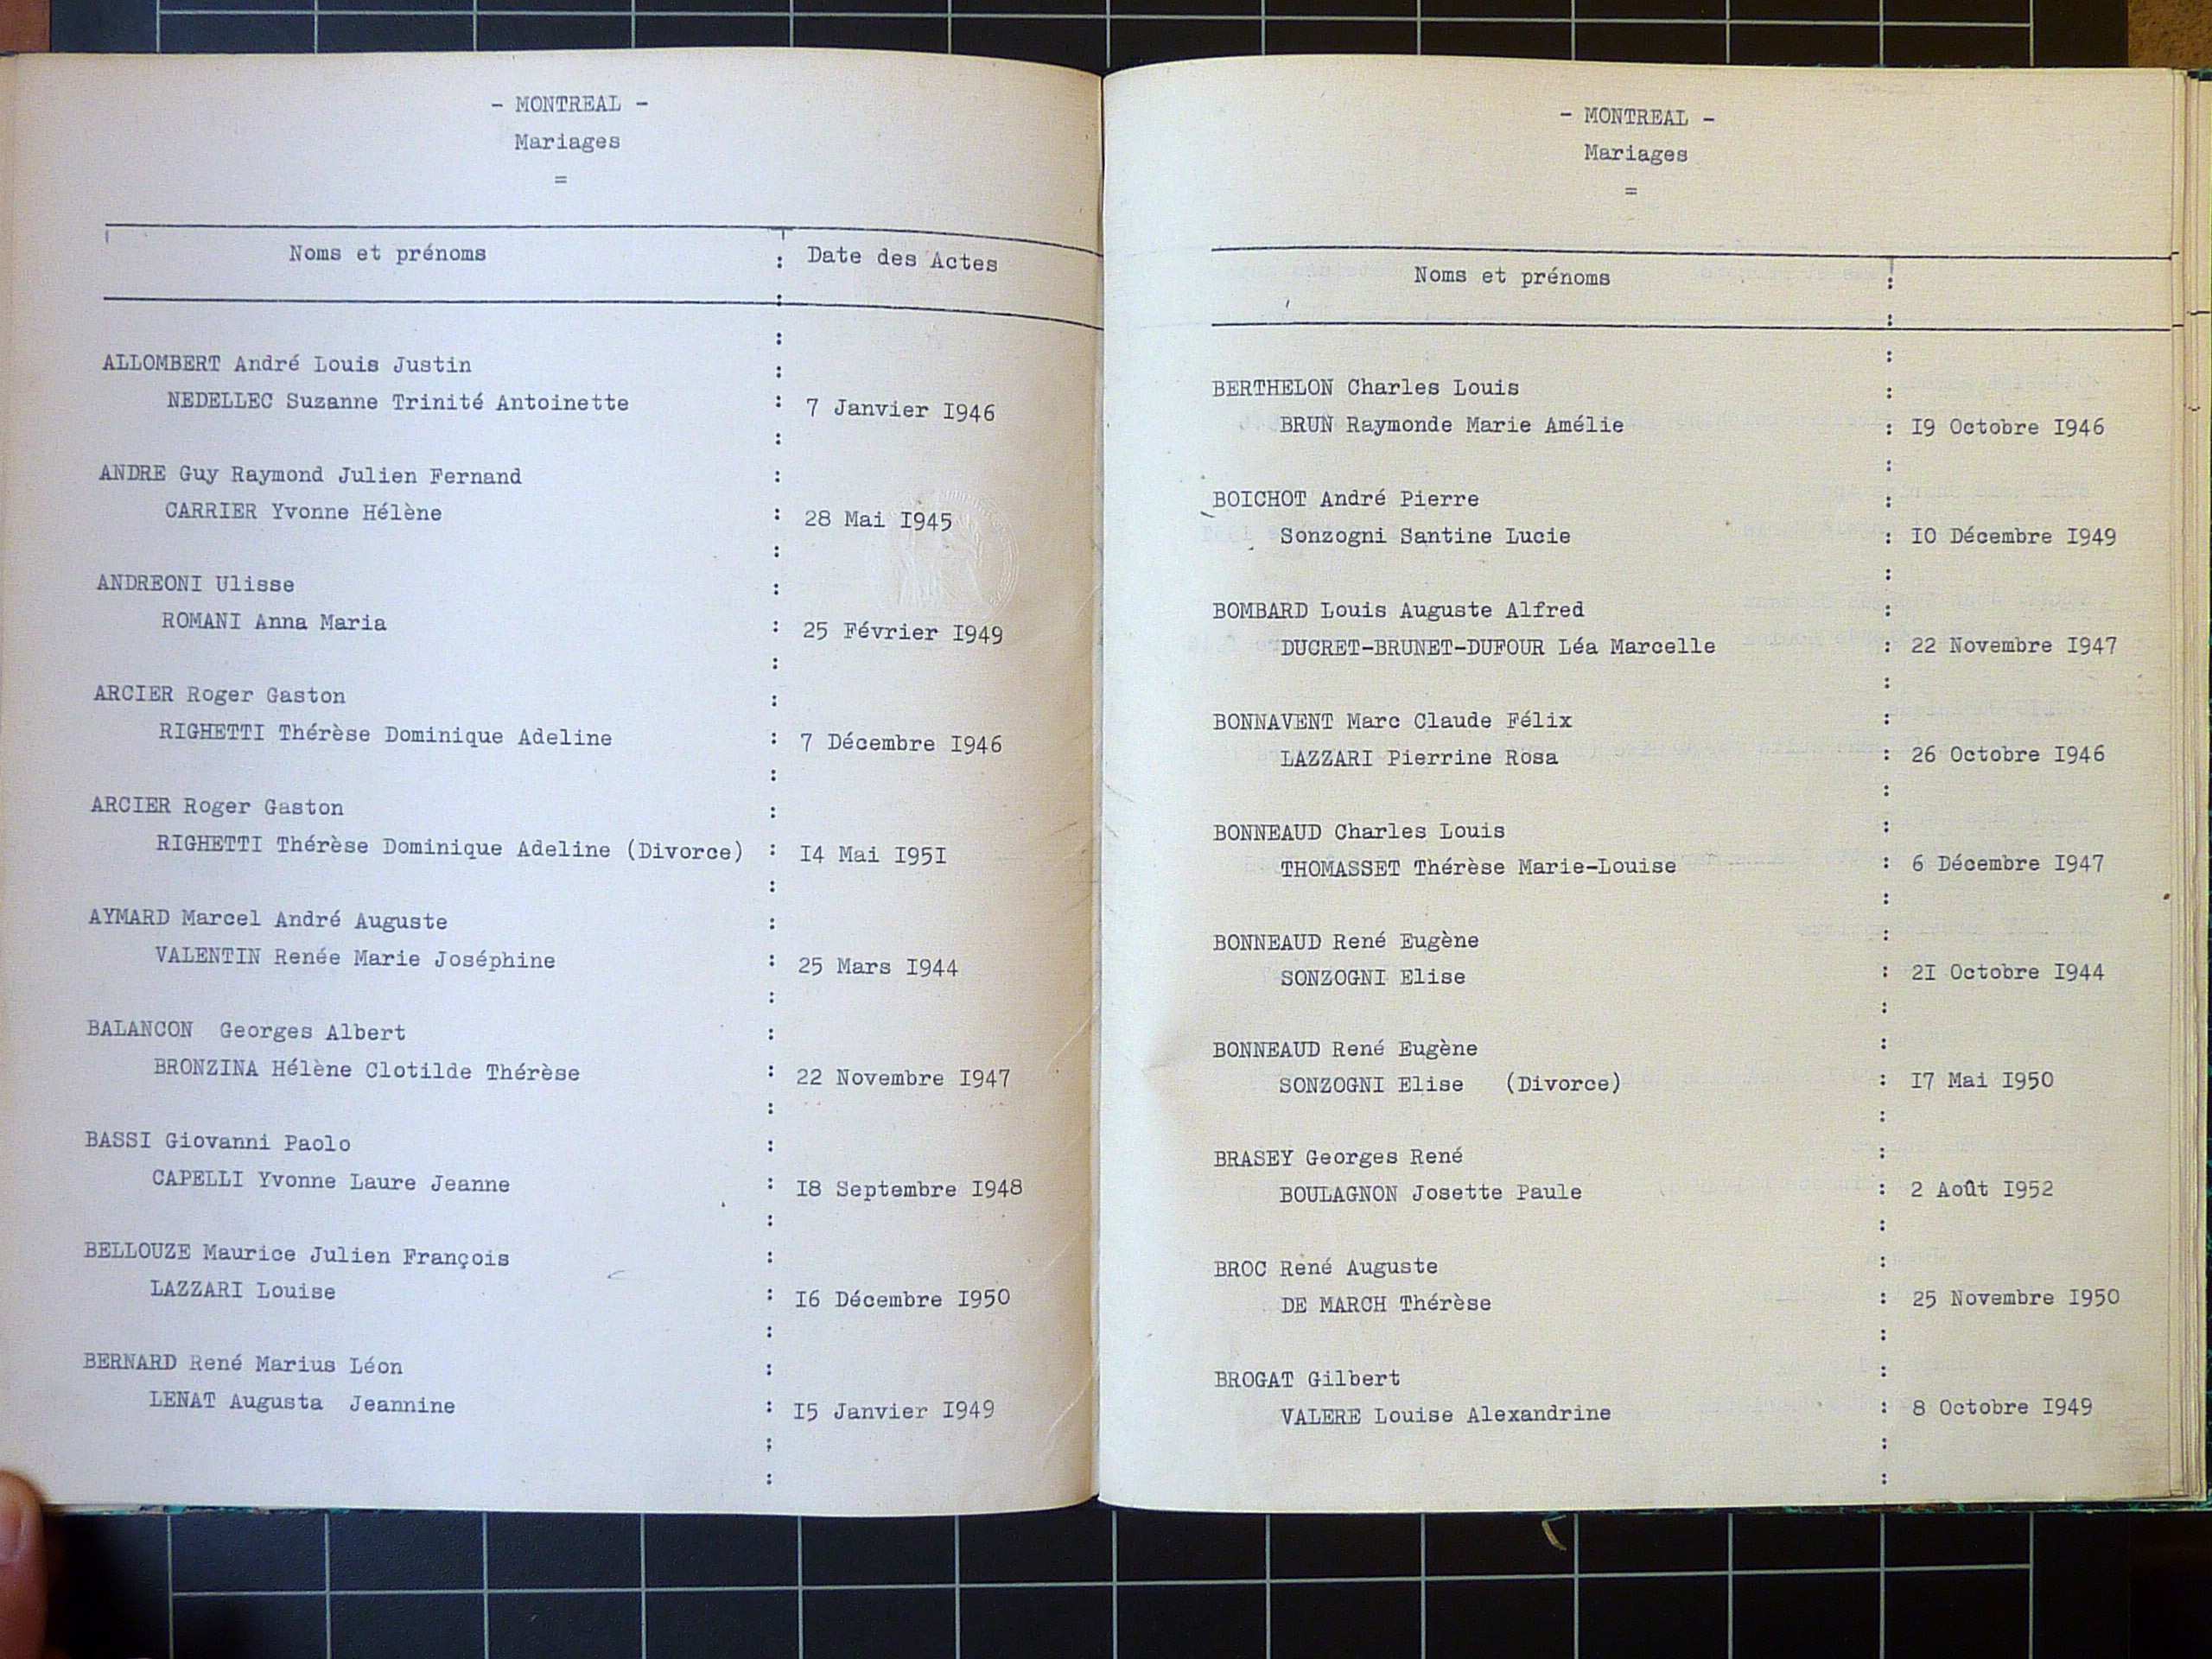 - MONTREAL -
Mariages
=
Noms et prénoms : Date des Actes
ALLOMBERT André Louis Justin
NEDELLEC Suzanne Trinité Antoinette : 7 Janvier I946
ANDRE Guy Raymond Julien Fernand
CARRIER Yvonne Hélène : 28 Mai I945
ANDREONI Ulisse
ROMANI Anna Maria : 25 Février I949
ARCIER Roger Gaston
RIGHETTI Thérèse Dominique Adeline : 7 Décembre I946
ARCIER Roger Gaston
RIGHETTI Thérèse Dominique Adeline (Divorce) : I4 Mai I95I
AYMARD Marcel André Auguste
VALENTIN Renée Marie Joséphine : 25 Mars I944
BALANCON Georges Albert
BRONZINA Hélène Clotilde Thérèse : 22 Novembre I947
BASSI Giovanni Paolo
CAPELLI Yvonne Laure Jeanne : I8 Septembre I948
BELLOUZE Maurice Julien François
LAZZARI Louise : I6 Décembre I950
BERNARD René Marius Léon
LENAT Augusta Jeannine : I5 Janvier I949
- MONTREAL -
Mariages
=
Noms et prénoms :
BERTHELON Charles Louis
BRUN Raymonde Marie Amélie : I9 Octobre I946
BOICHOT André Pierre
Sonzogni Santine Lucie : I0 Décembre I949
BOMBARD Louis Auguste Alfred
DUCRET-BRUNET-DUFOUR Léa Marcelle : 22 Novembre I947
BONNAVENT Marc Claude Félix
LAZZARI Pierrine Rosa : 26 Octobre I946
BONNEAUD Charles Louis
THOMASSET Thérèse Marie-Louise : 6 Décembre I947
BONNEAUD René Eugène
SONZOGNI Elise : 2I Octobre I944
BONNEAUD René Eugène
SONZOGNI Elise (Divorce) : I7 Mai I950
BRASEY Georges René
BOULAGNON Josette Paule : 2 Août I952
BROC René Auguste
DE MARCH Thérèse : 25 Novembre I950
BROGAT Gilbert
VALERE Louise Alexandrine : 8 Octobre I949